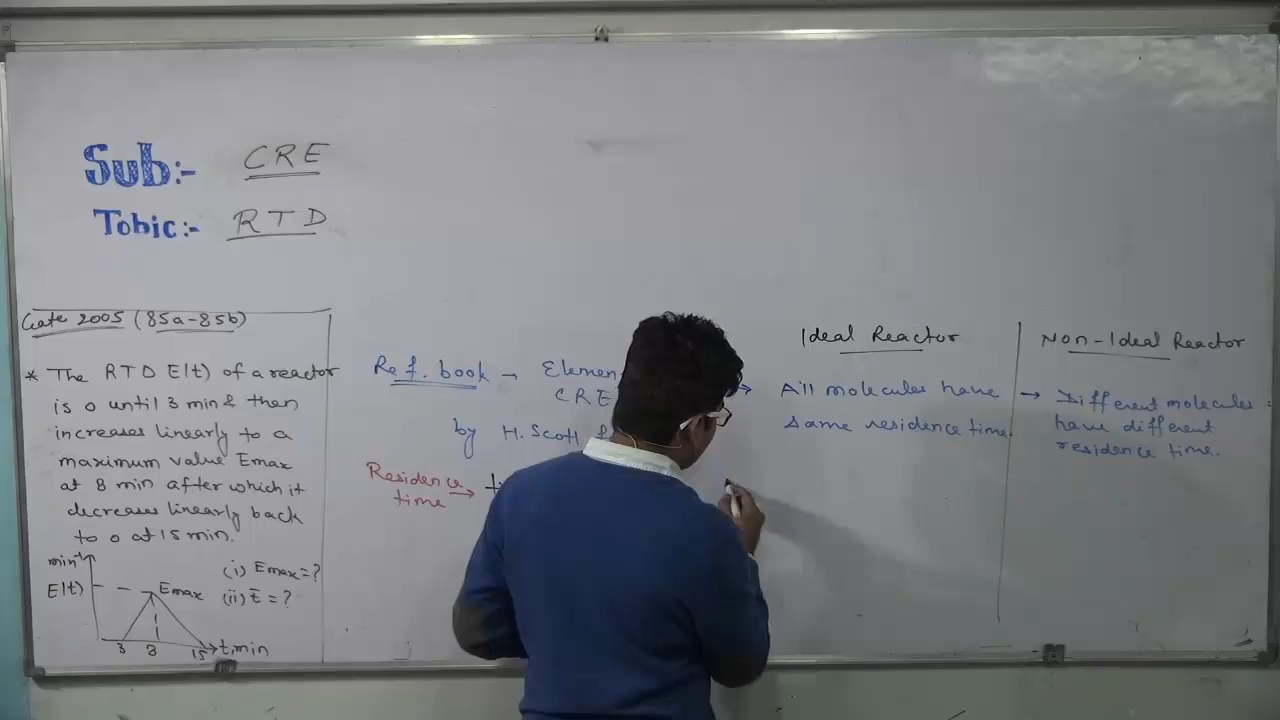 Sub:- CRE
Tobic:- RTD
Gate 2005 (85a-85b)
* The RTD E(t) of a reactor
is 0 until 3 min & then
increases linearly to a
maximum value Emax
at 8 min after which it
decreases linearly back
to 0 at 15 min.
min⁻¹
E(t)
Emax
3 8 15 t, min
(i) Emax = ?
(ii) t̄ = ?
Ref. book → Elemen
CRE
by H. Scott
Residence
time →
Ideal Reactor
→ All molecules have
same residence time.
Non-Ideal Reactor
→ Different molecules
have different
residence time.